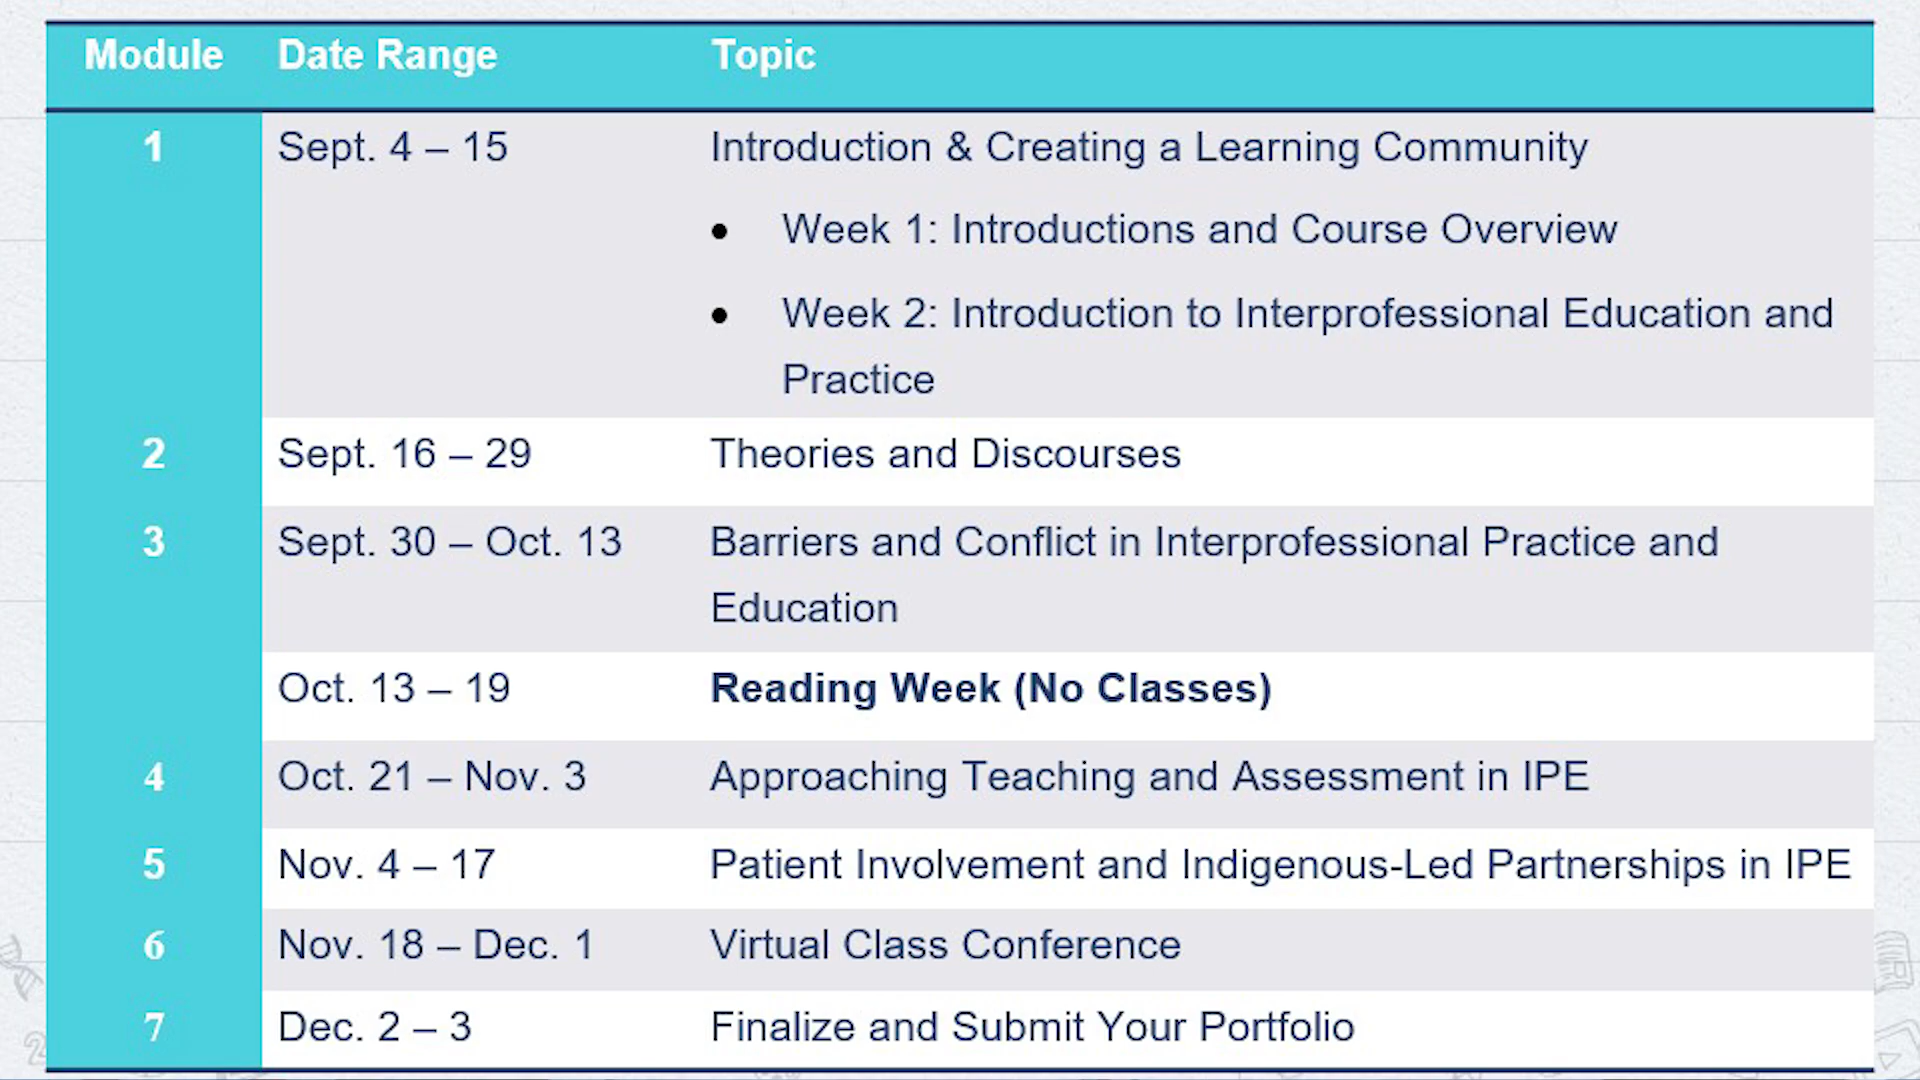 Module Date Range Topic
1 Sept. 4 – 15 Introduction & Creating a Learning Community
• Week 1: Introductions and Course Overview
• Week 2: Introduction to Interprofessional Education and
Practice
2 Sept. 16 – 29 Theories and Discourses
3 Sept. 30 – Oct. 13 Barriers and Conflict in Interprofessional Practice and
Education
Oct. 13 – 19 Reading Week (No Classes)
4 Oct. 21 – Nov. 3 Approaching Teaching and Assessment in IPE
5 Nov. 4 – 17 Patient Involvement and Indigenous-Led Partnerships in IPE
6 Nov. 18 – Dec. 1 Virtual Class Conference
7 Dec. 2 – 3 Finalize and Submit Your Portfolio